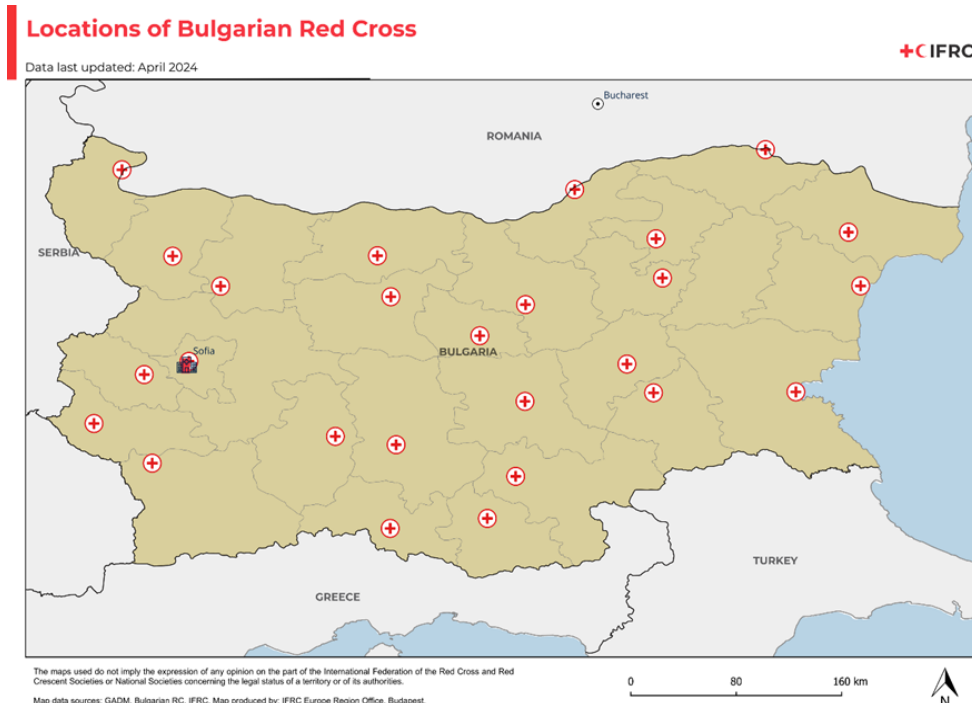 Locations of Bulgarian Red Cross
IFRC
Data last updated: April 2024
Bucharest
ROMANIA
SERBIA
Sofia
BULGARIA
TURKEY
GREECE
The maps used do not imply the expression of any opinion on the part of the International Federation of the Red Cross and Red
Crescent Societies or National Societies concerning the legal status of a territory or of its authorities.
0 80 160 km
Map data sources: GADM, Bulgarian RC, IFRC. Map produced by: IFRC Europe Region Office, Budapest.
N